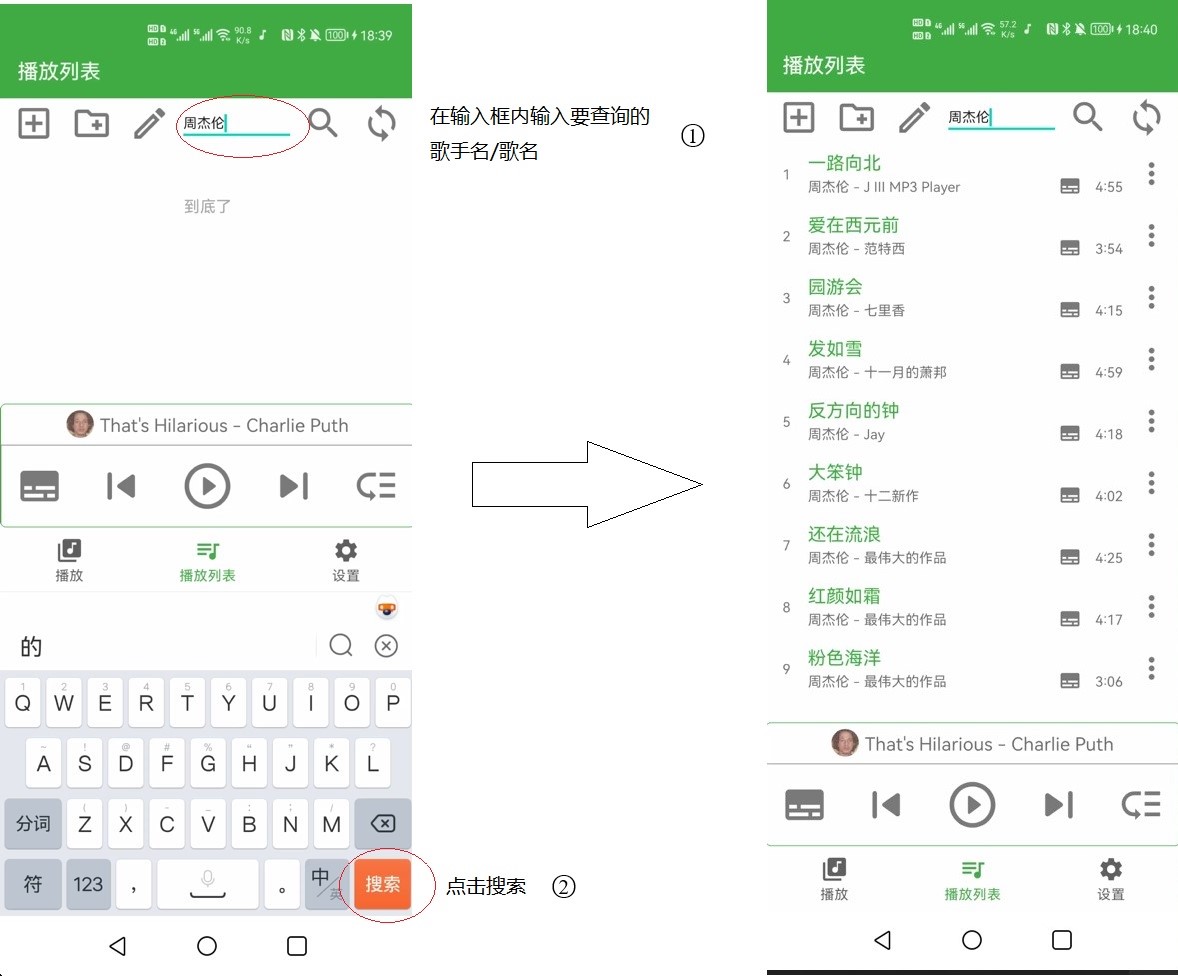 90.8 K/s 100 18:39
播放列表
周杰伦
到底了
That's Hilarious - Charlie Puth
播放
播放列表
设置
的
1 2 3 4 5 6 7 8 9 0
Q W E R T Y U I O P
A S D F G H J K L
分词 Z X C V B N M
符 123 , 。 中/英 搜索
在输入框内输入要查询的
歌手名/歌名
①
点击搜索 ②
57.2 K/s 100 18:40
播放列表
周杰伦
1 一路向北
周杰伦 - J III MP3 Player 4:55
2 爱在西元前
周杰伦 - 范特西 3:54
3 园游会
周杰伦 - 七里香 4:15
4 发如雪
周杰伦 - 十一月的萧邦 4:59
5 反方向的钟
周杰伦 - Jay 4:18
6 大笨钟
周杰伦 - 十二新作 4:02
7 还在流浪
周杰伦 - 最伟大的作品 4:25
8 红颜如霜
周杰伦 - 最伟大的作品 4:17
9 粉色海洋
周杰伦 - 最伟大的作品 3:06
That's Hilarious - Charlie Puth
播放
播放列表
设置